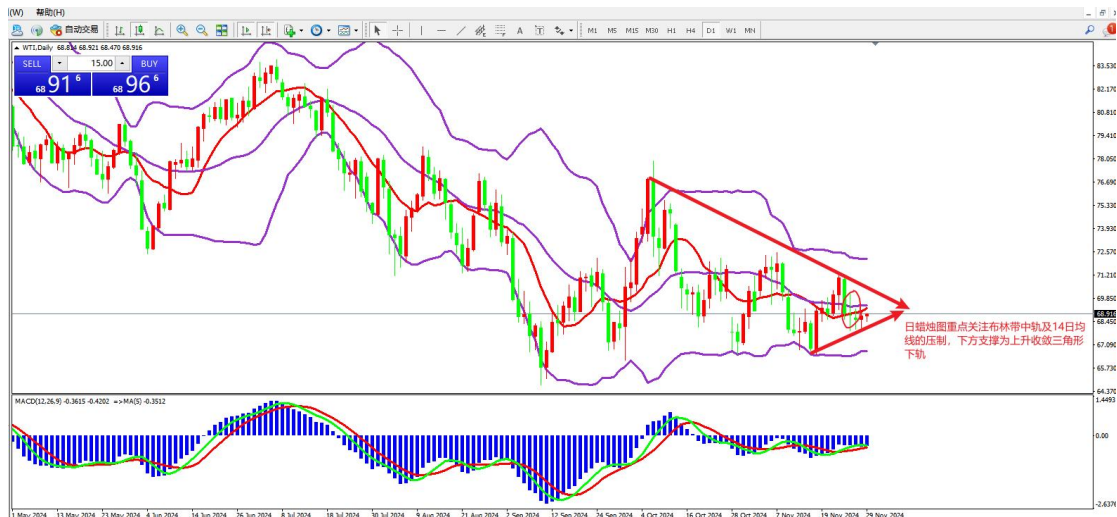 (W) 帮助(H)
自动交易 A T M1 M5 M15 M30 H1 H4 D1 W1 MN
WTI,Daily 68.814 68.921 68.470 68.916
SELL 15.00 BUY
68 91 6 68 96 6
83.530
82.170
80.810
79.410
78.050
76.690
75.330
73.930
72.570
71.210
69.850
68.916
68.450
67.090
65.730
64.370
日蜡烛图重点关注布林带中轨及14日均
线的压制，下方支撑为上升收敛三角形
下轨
MACD(12,26,9) -0.3615 -0.4202 =>MA(5) -0.3512
1.4493
0.00
-2.6376
1 May 2024 13 May 2024 23 May 2024 4 Jun 2024 14 Jun 2024 26 Jun 2024 8 Jul 2024 18 Jul 2024 30 Jul 2024 9 Aug 2024 21 Aug 2024 2 Sep 2024 12 Sep 2024 24 Sep 2024 4 Oct 2024 16 Oct 2024 28 Oct 2024 7 Nov 2024 19 Nov 2024 29 Nov 2024